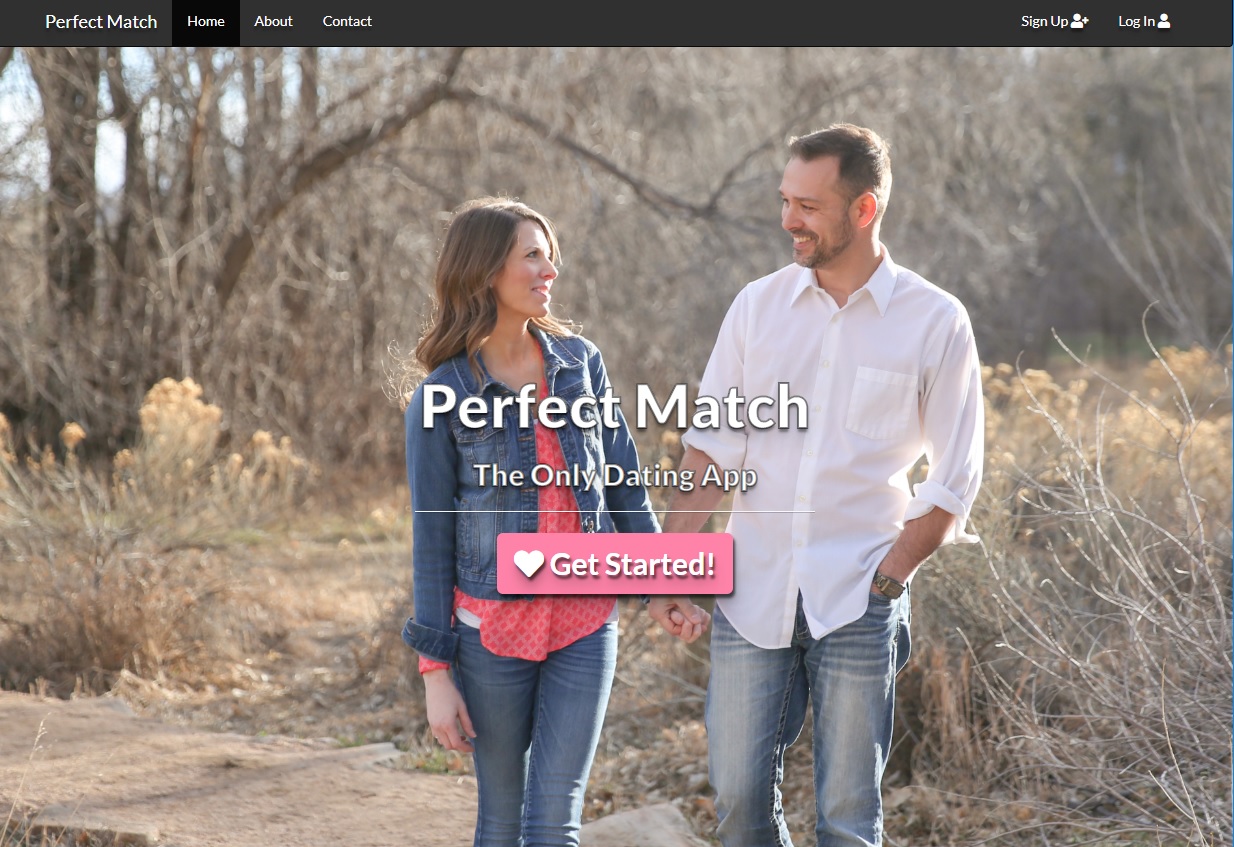 Perfect Match Home About Contact Sign Up Log In
Perfect Match
The Only Dating App
Get Started!